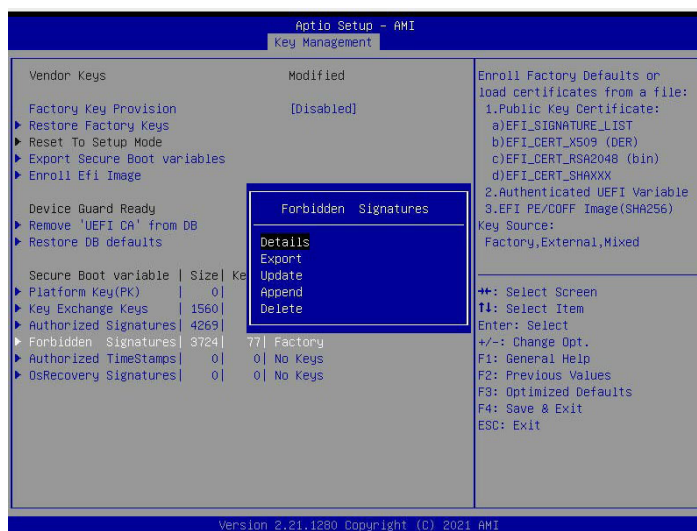 Aptio Setup - AMI
Key Management
Vendor Keys Modified
Factory Key Provision [Disabled]
Restore Factory Keys
Reset To Setup Mode
Export Secure Boot variables
Enroll Efi Image
Device Guard Ready
Remove 'UEFI CA' from DB
Restore DB defaults
Secure Boot variable | Size| Ke
Platform Key(PK) | 0|
Key Exchange Keys | 1560|
Authorized Signatures| 4269|
Forbidden Signatures| 3724| 77| Factory
Authorized TimeStamps| 0| 0| No Keys
OsRecovery Signatures| 0| 0| No Keys
Forbidden Signatures
Details
Export
Update
Append
Delete
Enroll Factory Defaults or
load certificates from a file:
1.Public Key Certificate:
a)EFI_SIGNATURE_LIST
b)EFI_CERT_X509 (DER)
c)EFI_CERT_RSA2048 (bin)
d)EFI_CERT_SHAXXX
2.Authenticated UEFI Variable
3.EFI PE/COFF Image(SHA256)
Key Source:
Factory,External,Mixed
→←: Select Screen
↑↓: Select Item
Enter: Select
+/-: Change Opt.
F1: General Help
F2: Previous Values
F3: Optimized Defaults
F4: Save & Exit
ESC: Exit
Version 2.21.1280 Copyright (C) 2021 AMI